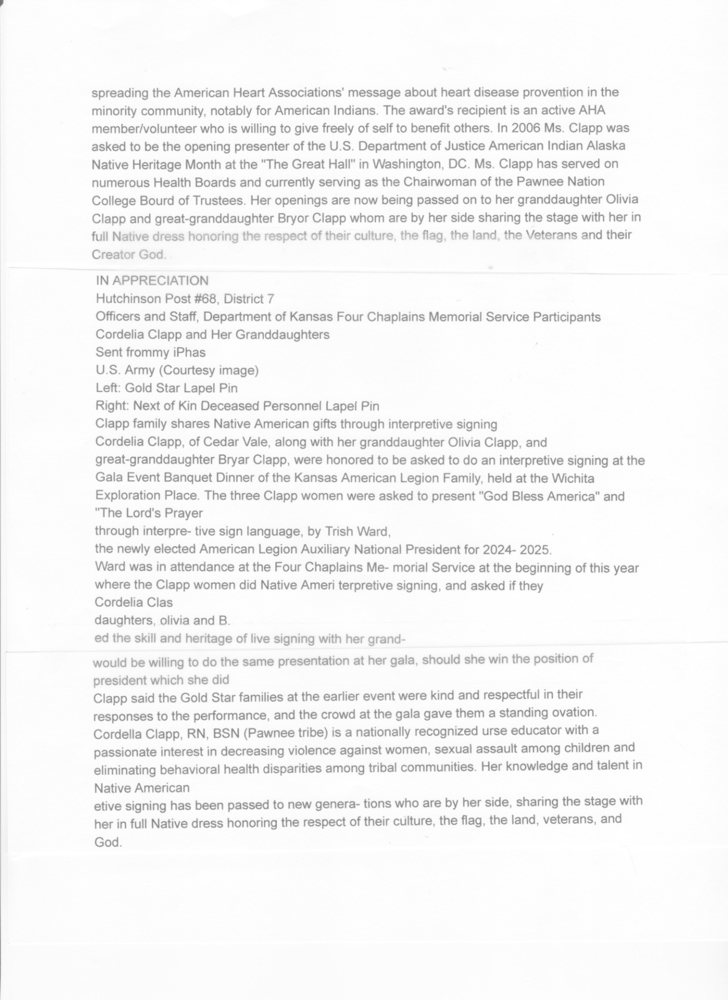 spreading the American Heart Associations' message about heart disease provention in the
minority community, notably for American Indians. The award's recipient is an active AHA
member/volunteer who is willing to give freely of self to benefit others. In 2006 Ms. Clapp was
asked to be the opening presenter of the U.S. Department of Justice American Indian Alaska
Native Heritage Month at the "The Great Hall" in Washington, DC. Ms. Clapp has served on
numerous Health Boards and currently serving as the Chairwoman of the Pawnee Nation
College Bourd of Trustees. Her openings are now being passed on to her granddaughter Olivia
Clapp and great-granddaughter Bryor Clapp whom are by her side sharing the stage with her in
full Native dress honoring the respect of their culture, the flag, the land, the Veterans and their
Creator God.
IN APPRECIATION
Hutchinson Post #68, District 7
Officers and Staff, Department of Kansas Four Chaplains Memorial Service Participants
Cordelia Clapp and Her Granddaughters
Sent frommy iPhas
U.S. Army (Courtesy image)
Left: Gold Star Lapel Pin
Right: Next of Kin Deceased Personnel Lapel Pin
Clapp family shares Native American gifts through interpretive signing
Cordelia Clapp, of Cedar Vale, along with her granddaughter Olivia Clapp, and
great-granddaughter Bryar Clapp, were honored to be asked to do an interpretive signing at the
Gala Event Banquet Dinner of the Kansas American Legion Family, held at the Wichita
Exploration Place. The three Clapp women were asked to present "God Bless America" and
"The Lord's Prayer
through interpre- tive sign language, by Trish Ward,
the newly elected American Legion Auxiliary National President for 2024- 2025.
Ward was in attendance at the Four Chaplains Me- morial Service at the beginning of this year
where the Clapp women did Native Ameri terpretive signing, and asked if they
Cordelia Clas
daughters, olivia and B.
ed the skill and heritage of live signing with her grand-
would be willing to do the same presentation at her gala, should she win the position of
president which she did
Clapp said the Gold Star families at the earlier event were kind and respectful in their
responses to the performance, and the crowd at the gala gave them a standing ovation.
Cordella Clapp, RN, BSN (Pawnee tribe) is a nationally recognized urse educator with a
passionate interest in decreasing violence against women, sexual assault among children and
eliminating behavioral health disparities among tribal communities. Her knowledge and talent in
Native American
etive signing has been passed to new genera- tions who are by her side, sharing the stage with
her in full Native dress honoring the respect of their culture, the flag, the land, veterans, and
God.